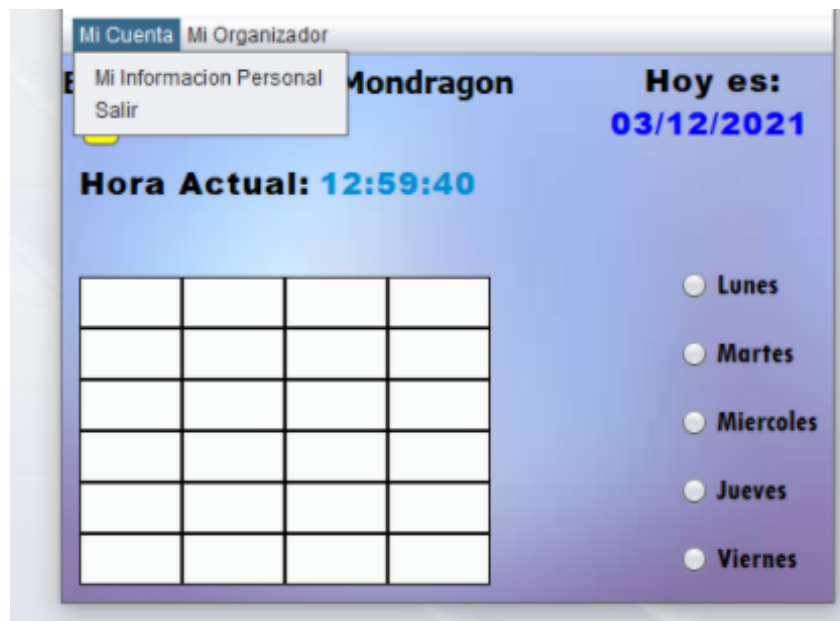 Mi Cuenta Mi Organizador
Mi Informacion Personal
Salir
Mondragon
Hoy es:
03/12/2021
Hora Actual: 12:59:40
Lunes
Martes
Miercoles
Jueves
Viernes